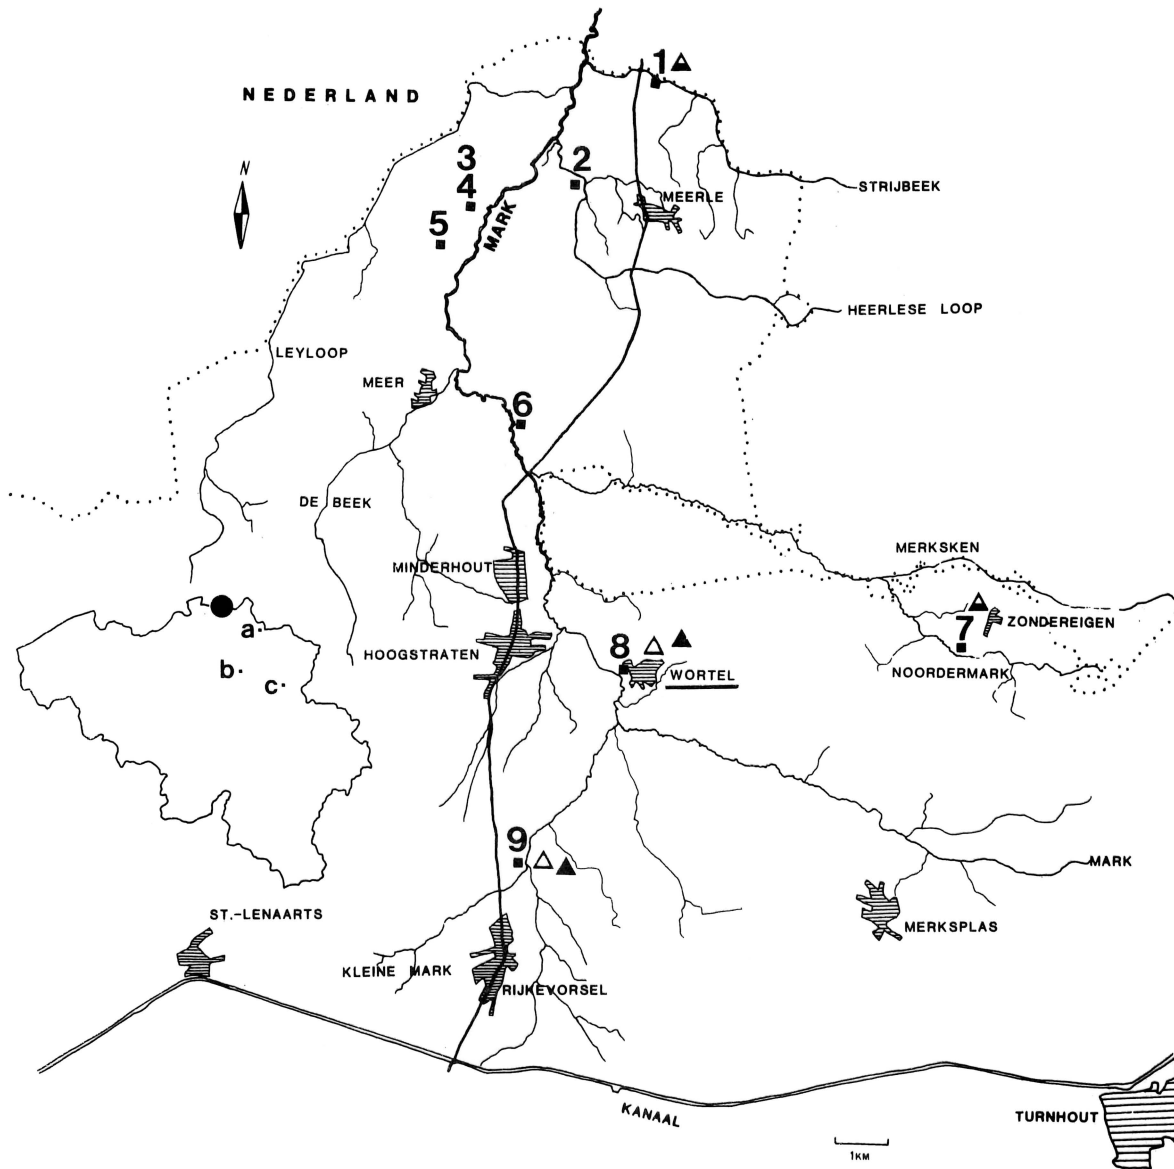 1
NEDERLAND
3
2
N
4
MEERLE
STRIJBEEK
5
MARK
HEERLESE LOOP
LEYLOOP
MEER
6
DE BEEK
MERKSKEN
MINDERHOUT
a.
7
ZONDEREIGEN
HOOGSTRATEN
8
b.
c.
WORTEL
NOORDERMARK
9
MARK
ST.-LENAARTS
MERKSPLAS
KLEINE MARK
RIJKEVORSEL
KANAAL
TURNHOUT
1KM